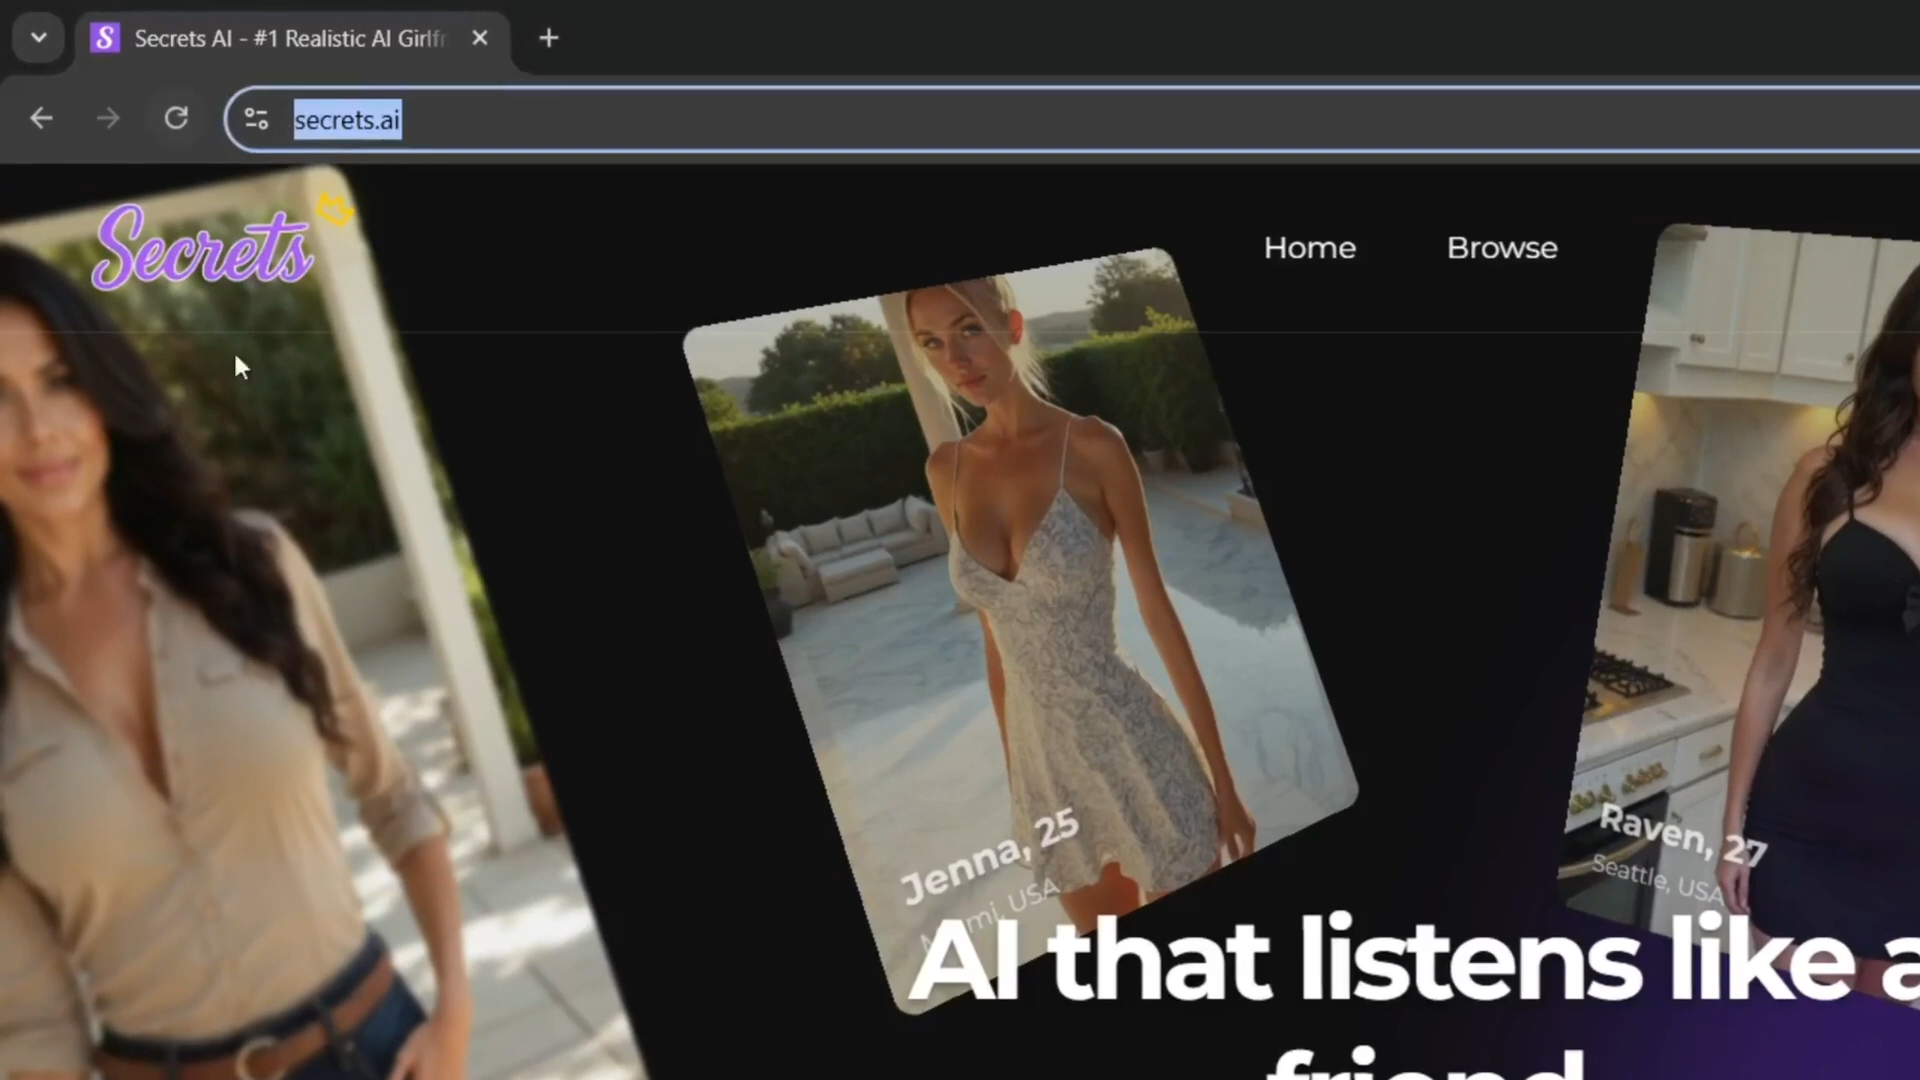 Secrets AI - #1 Realistic AI Girlfr
secrets.ai
Secrets
Home
Browse
Jenna, 25
USA
Raven, 27
Seattle, USA
AI that listens like a
friend